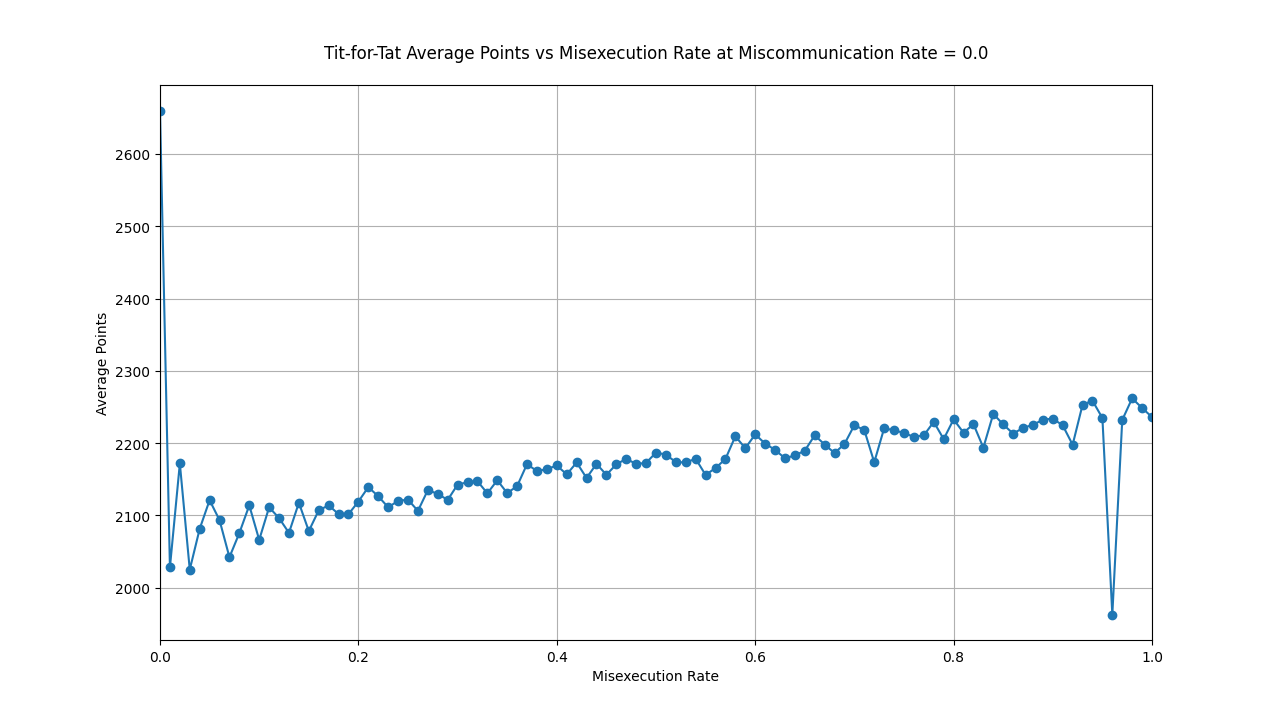 Tit-for-Tat Average Points vs Misexecution Rate at Miscommunication Rate = 0.0
2600
2500
2400
2300
2200
2100
2000
Average Points
0.0 0.2 0.4 0.6 0.8 1.0
Misexecution Rate